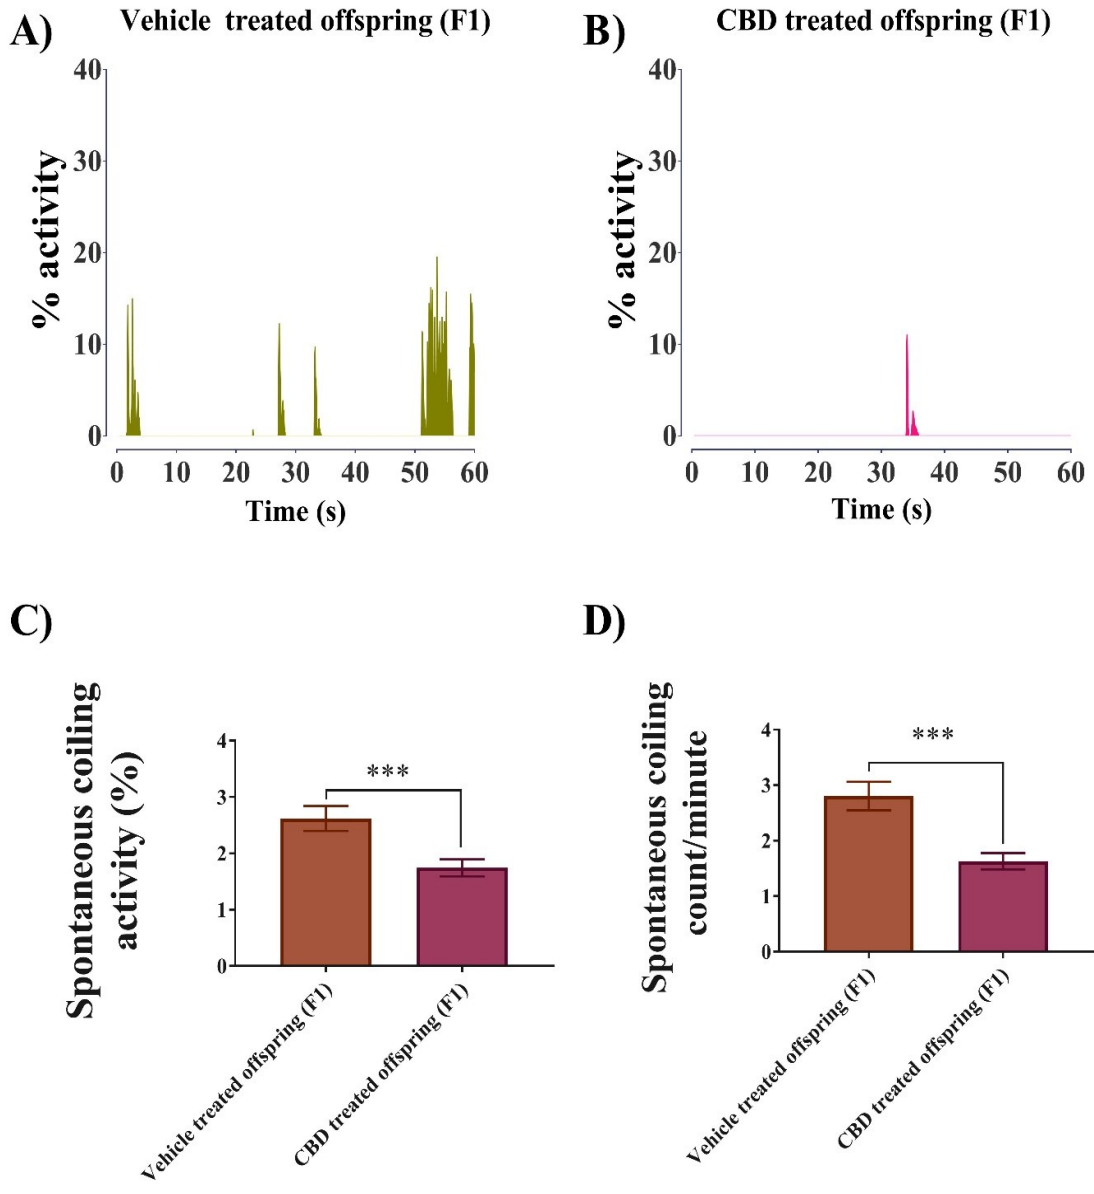 A)
Vehicle treated offspring (F1)
40
30
20
10
0
% activity
0 10 20 30 40 50 60
Time (s)
B)
CBD treated offspring (F1)
40
30
20
10
0
% activity
0 10 20 30 40 50 60
Time (s)
C)
Spontaneous coiling
activity (%)
4
3
2
1
0
***
Vehicle treated offspring (F1)
CBD treated offspring (F1)
D)
Spontaneous coiling
count/minute
4
3
2
1
0
***
Vehicle treated offspring (F1)
CBD treated offspring (F1)